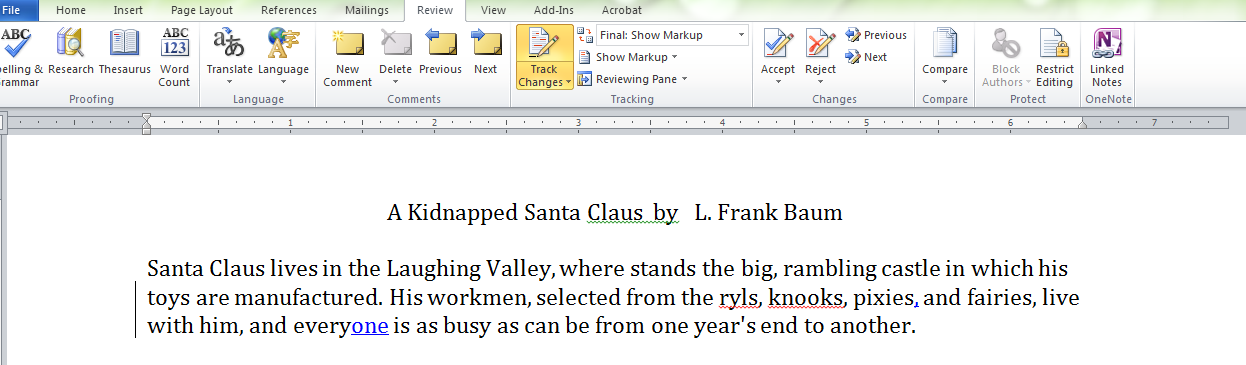 File Home Insert Page Layout References Mailings Review View Add-Ins Acrobat
ABC ABC 123 Final: Show Markup Previous N
elling & Research Thesaurus Word Translate Language New Delete Previous Next Track Show Markup Accept Reject Next Compare Block Restrict Linked
rammar Count Comment Changes Reviewing Pane Authors Editing Notes
Proofing Language Comments Tracking Changes Compare Protect OneNote
1 2 3 4 5 6 7
A Kidnapped Santa Claus by L. Frank Baum
Santa Claus lives in the Laughing Valley, where stands the big, rambling castle in which his
toys are manufactured. His workmen, selected from the ryls, knooks, pixies, and fairies, live
with him, and everyone is as busy as can be from one year's end to another.